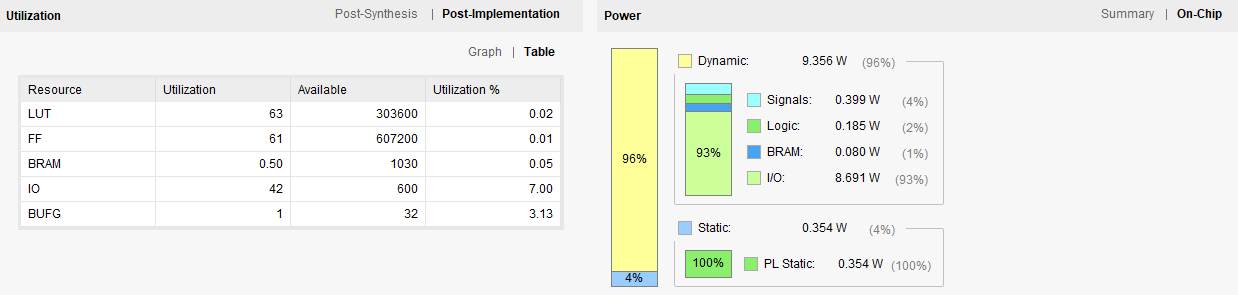 Utilization
Post-Synthesis | Post-Implementation
Graph | Table
Resource Utilization Available Utilization %
LUT 63 303600 0.02
FF 61 607200 0.01
BRAM 0.50 1030 0.05
IO 42 600 7.00
BUFG 1 32 3.13
Power
Summary | On-Chip
96%
4%
Dynamic: 9.356 W (96%)
93%
Signals: 0.399 W (4%)
Logic: 0.185 W (2%)
BRAM: 0.080 W (1%)
I/O: 8.691 W (93%)
Static: 0.354 W (4%)
100%
PL Static: 0.354 W (100%)